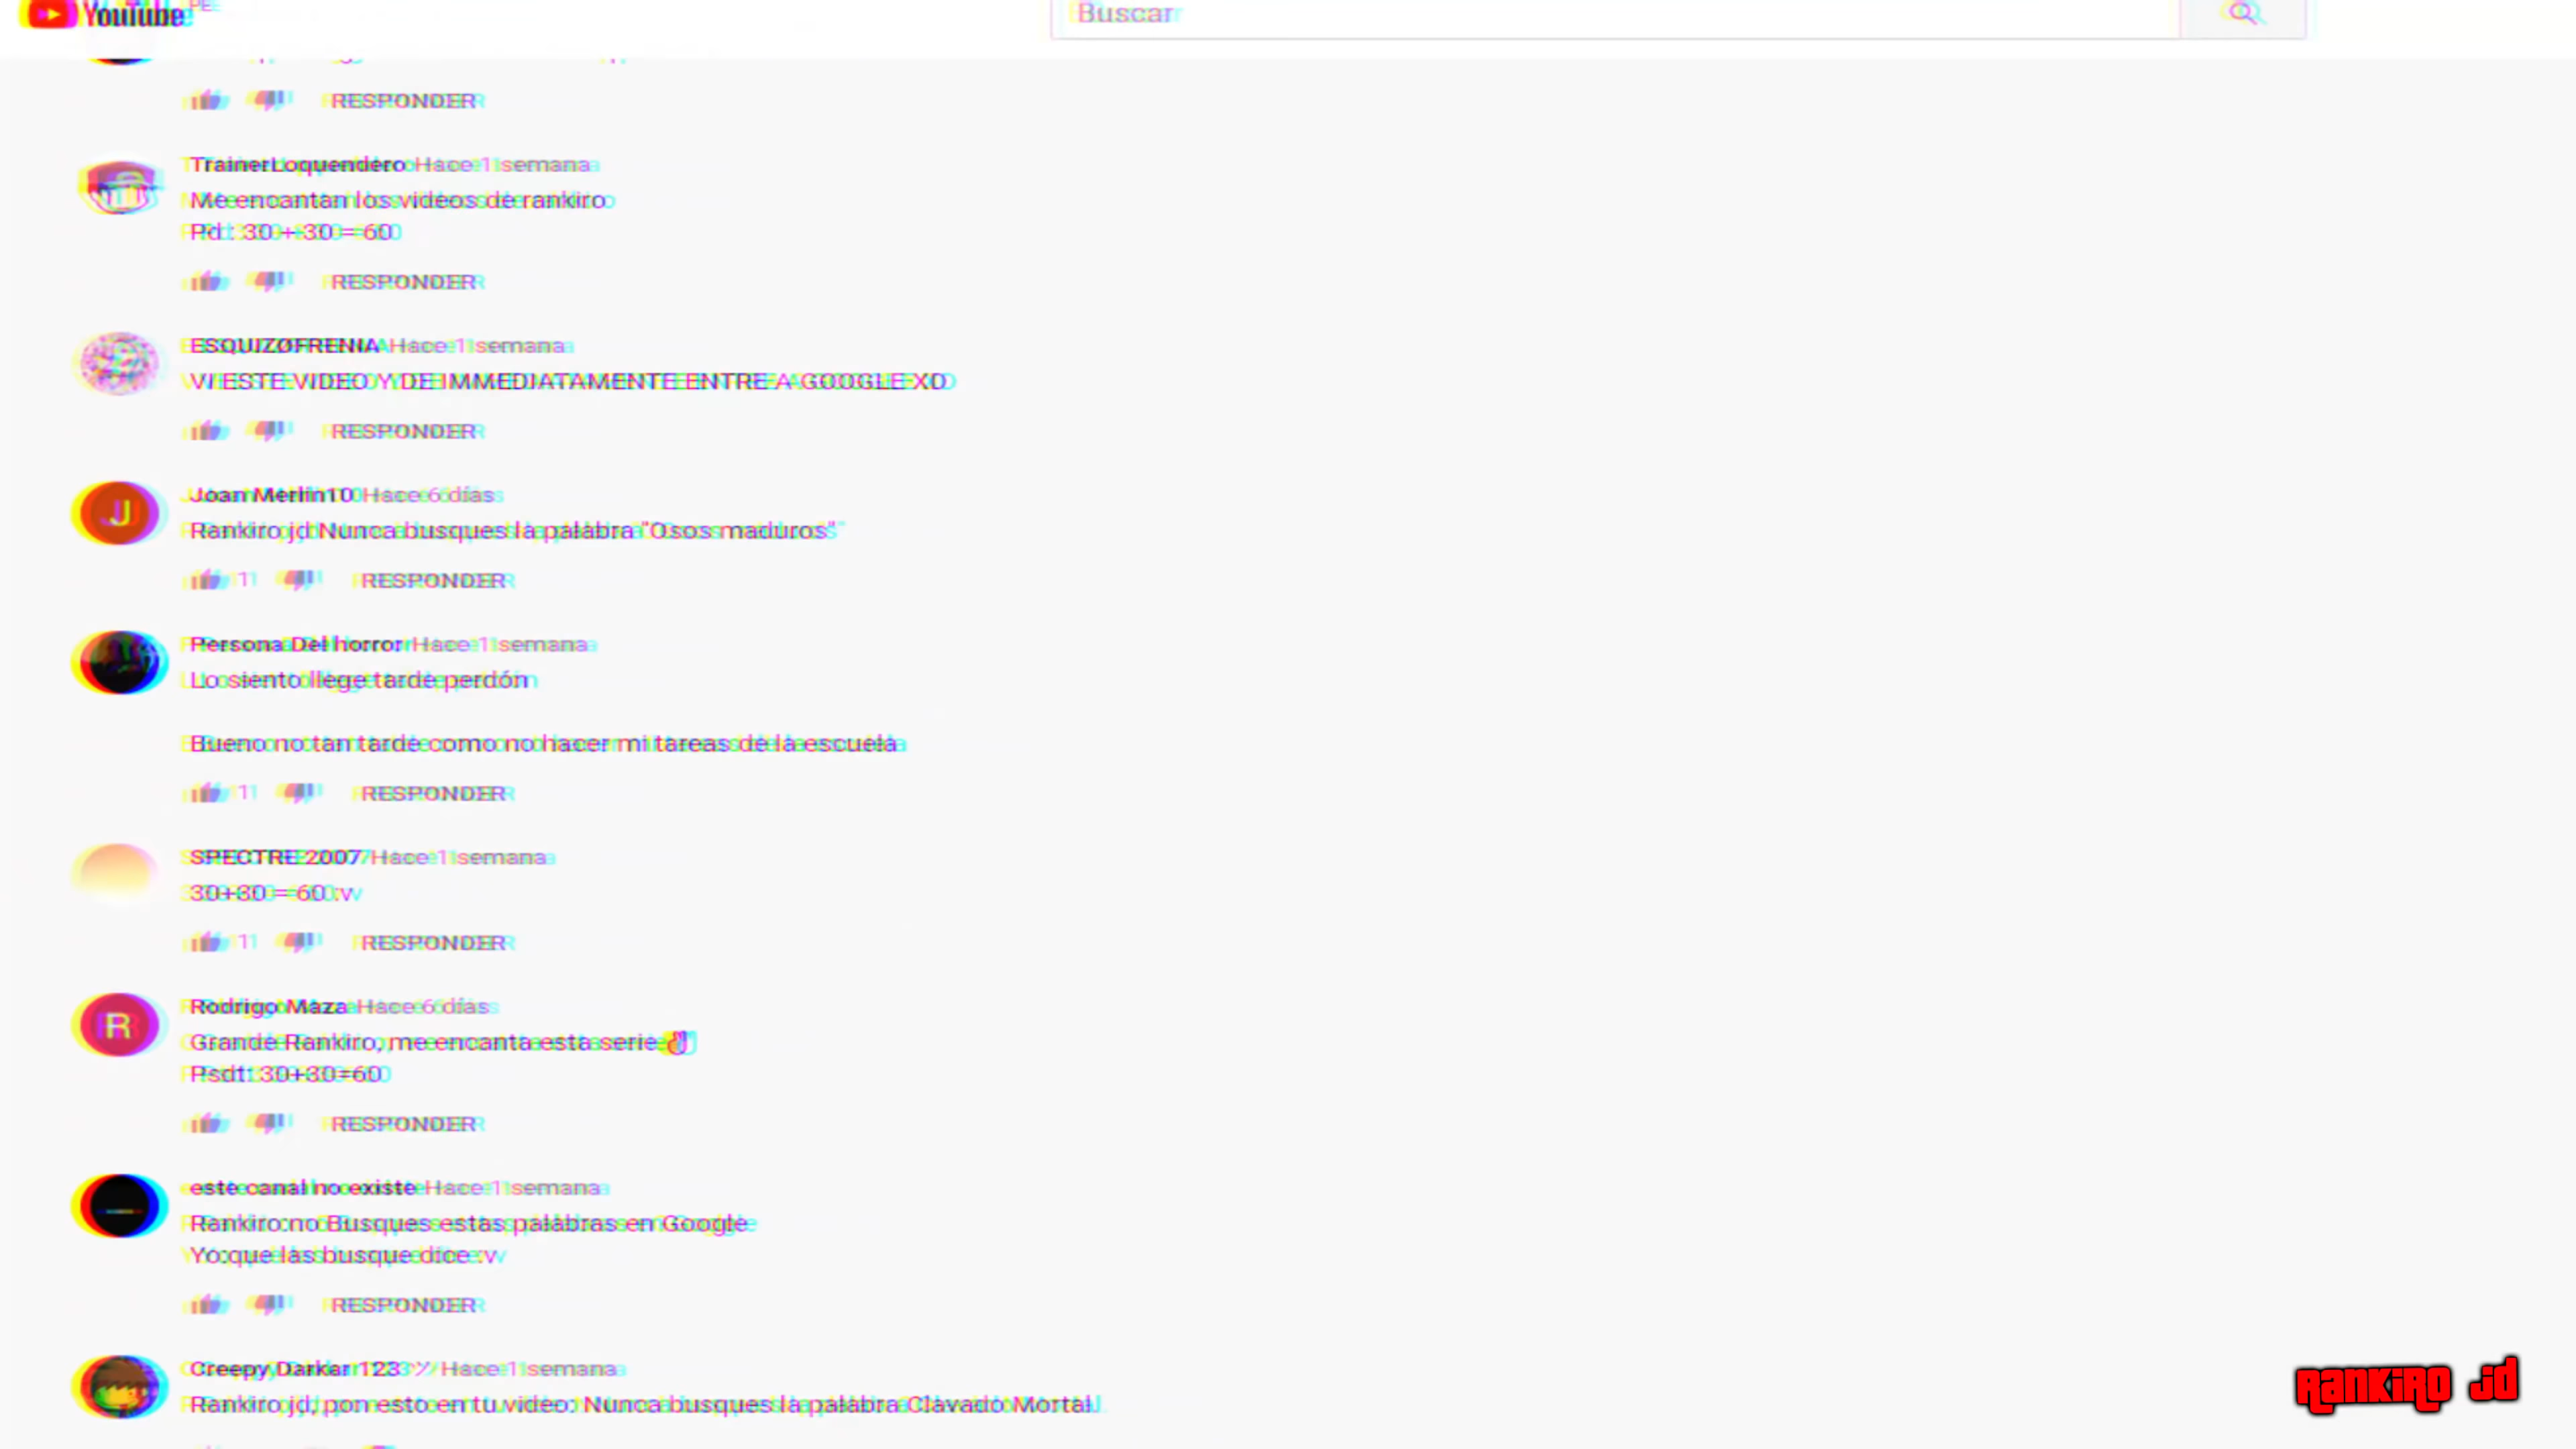 YouTube PE
Buscar
RESPONDER
TrainerLoquendero Hace 1 semana
Me encantan los videos de rankiro
Pd : 30 + 30 = 60
RESPONDER
ESQUIZØFRENIA Hace 1 semana
VI ESTE VIDEO Y DE IMMEDIATAMENTE ENTRE A GOOGLE XD
RESPONDER
Joan Merlin10 Hace 6 días
Rankiro jd Nunca busques la palabra "Osos maduros"
1 RESPONDER
Persona Del horror Hace 1 semana
Lo siento llege tarde perdón
Bueno no tan tarde como no hacer mi tareas de la escuela
1 RESPONDER
SPECTRE 2007 Hace 1 semana
30+30 = 60 :v
1 RESPONDER
Rodrigo Maza Hace 6 días
Grande Rankiro, me encanta esta serie✌
Psdt: 30+30=60
RESPONDER
este canal no existe Hace 1 semana
Rankiro:no Busques estas palabras en Google
Yo:que las busque dice :v
RESPONDER
Creepy Darkar 123ツ Hace 1 semana
Rankiro jd, pon esto en tu video: Nunca busques la palabra Clavado Mortal
RANKIRO JD